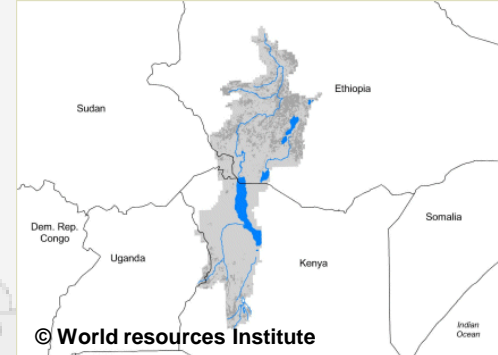 Ethiopia
Sudan
Somalia
Dem. Rep.
Congo
Uganda
Kenya
Indian
Ocean
© World resources Institute